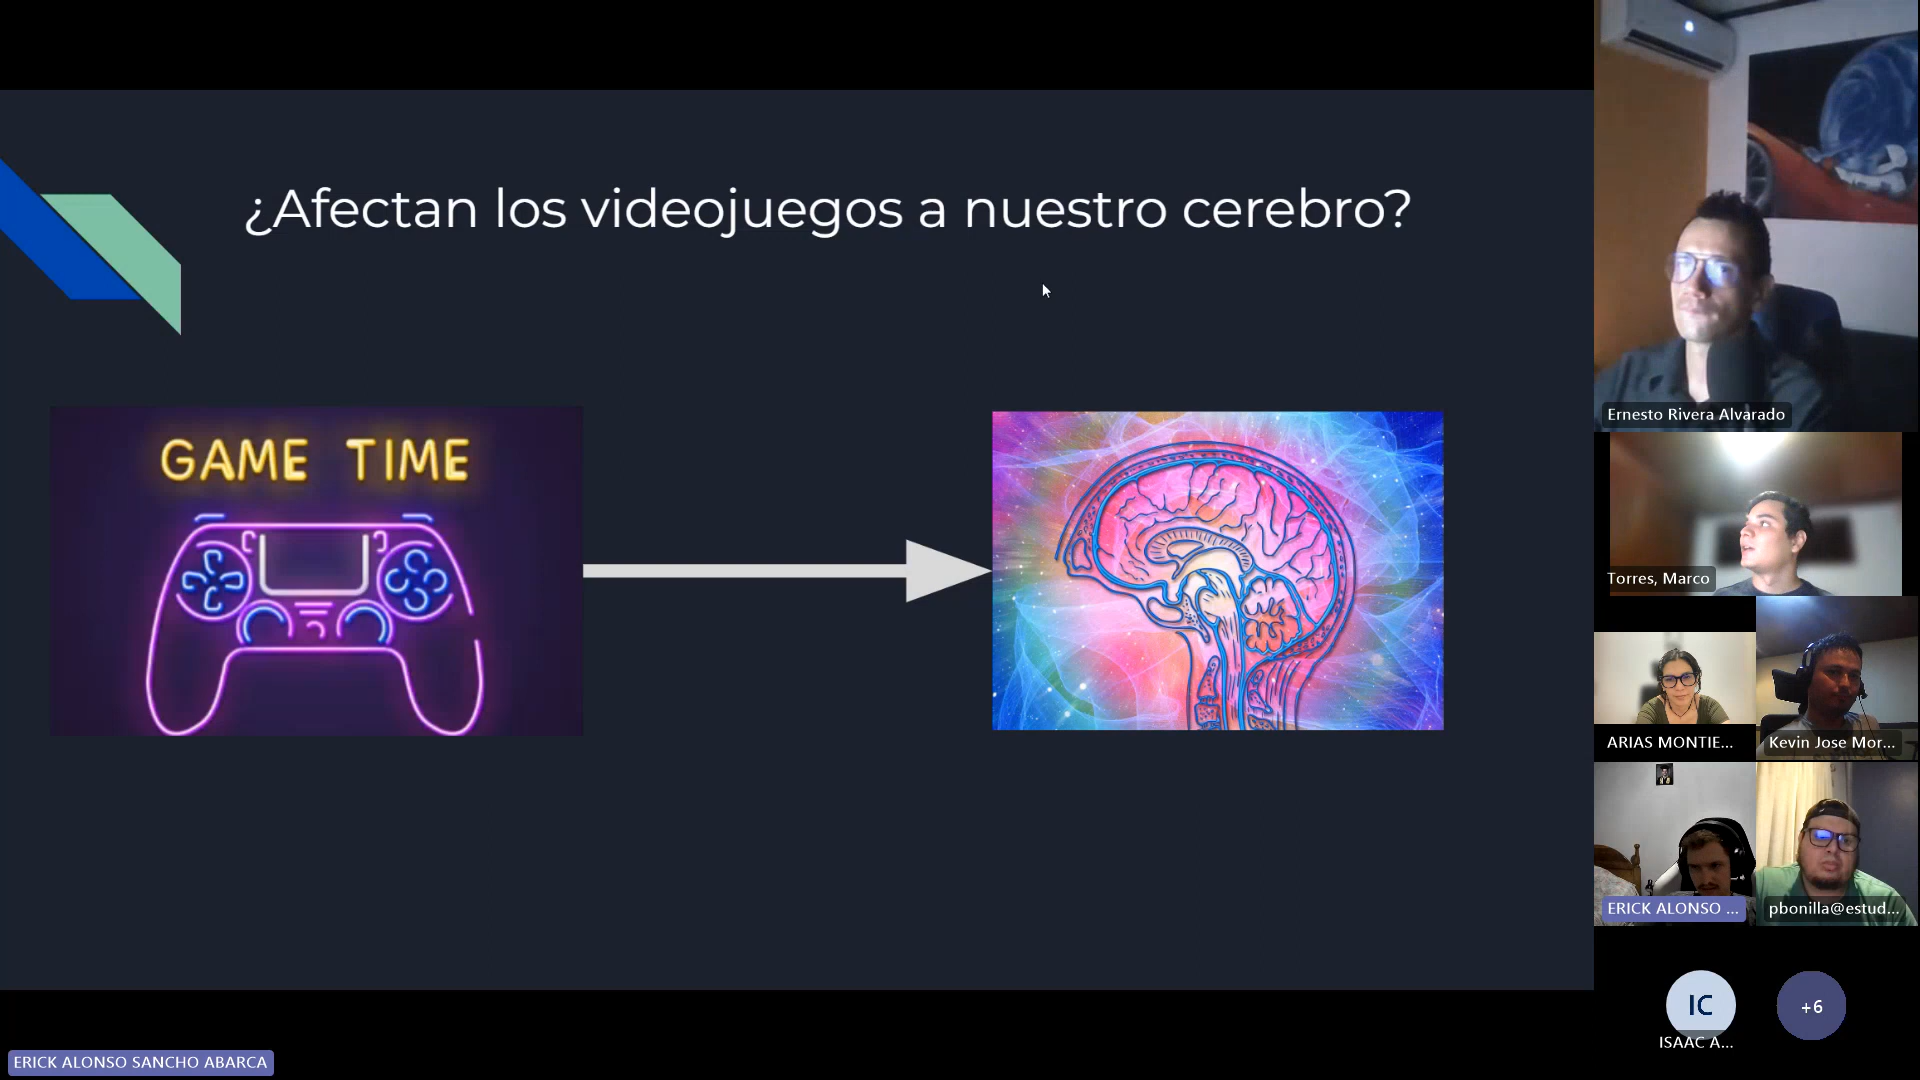 ¿Afectan los videojuegos a nuestro cerebro?
GAME TIME
Ernesto Rivera Alvarado
Torres, Marco
ARIAS MONTIE...
Kevin Jose Mor...
ERICK ALONSO ...
pbonilla@estud...
IC
+6
ISAAC A...
ERICK ALONSO SANCHO ABARCA